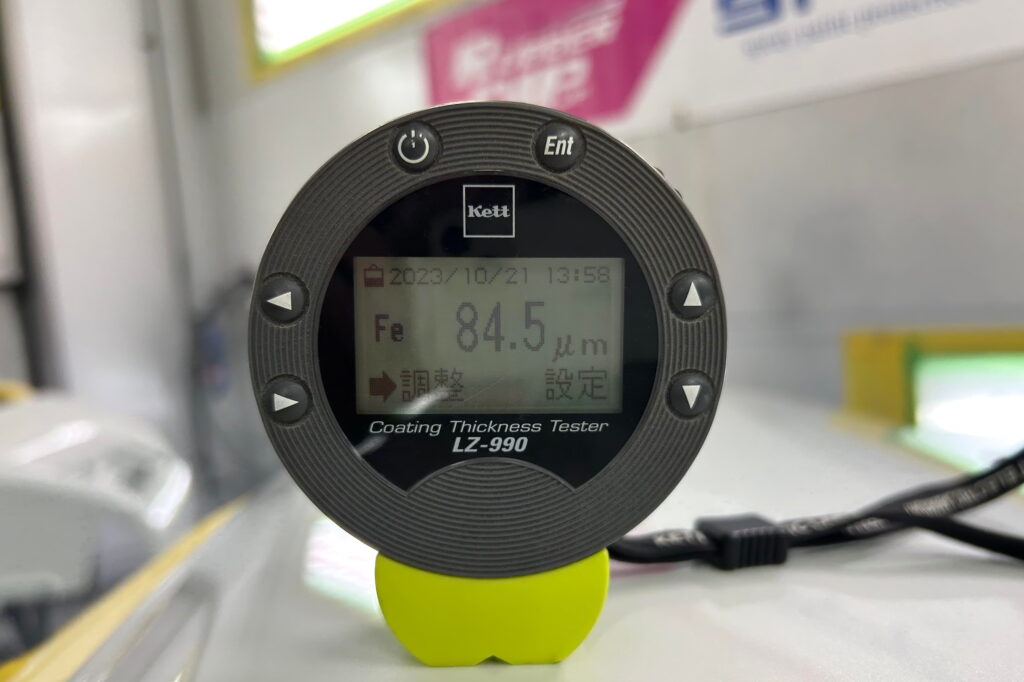 Ent
Kett
2023/10/21 13:58
Fe 84.5 μm
調整 設定
Coating Thickness Tester
LZ-990